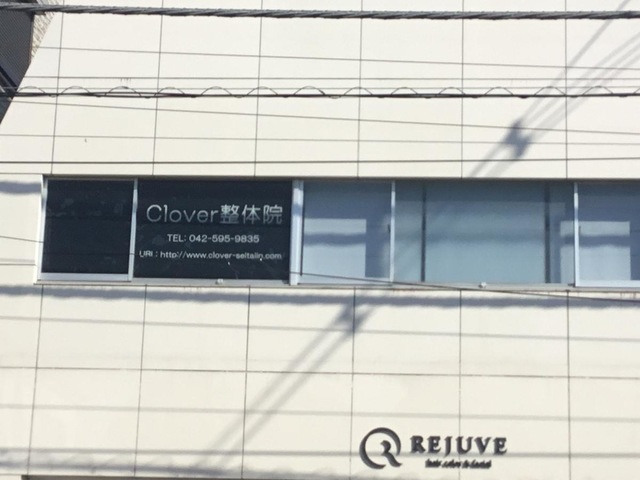 Clover整体院
TEL: 042-595-9835
URL: http://www.clover-seitaiin.com
REJUVE